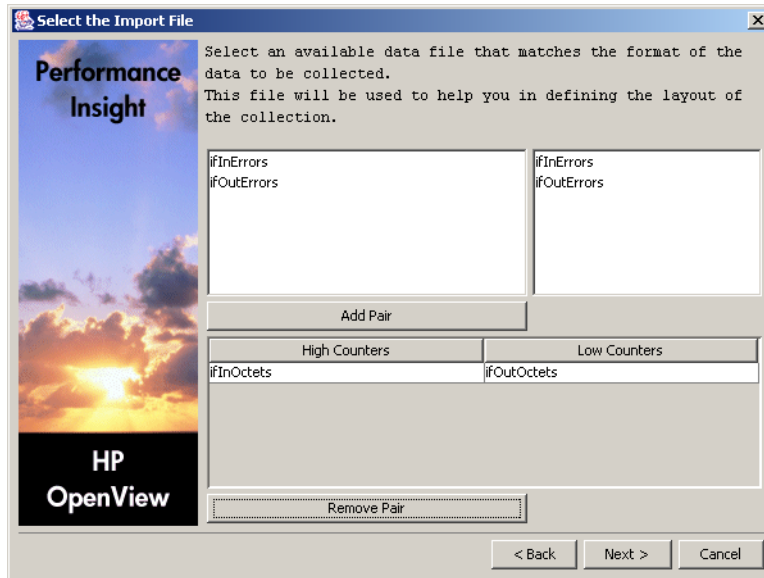 Select the Import File
Performance
Insight
Select an available data file that matches the format of the
data to be collected.
This file will be used to help you in defining the layout of
the collection.
ifInErrors
ifOutErrors
ifInErrors
ifOutErrors
Add Pair
High Counters
Low Counters
ifInOctets
ifOutOctets
HP
OpenView
Remove Pair
< Back
Next >
Cancel